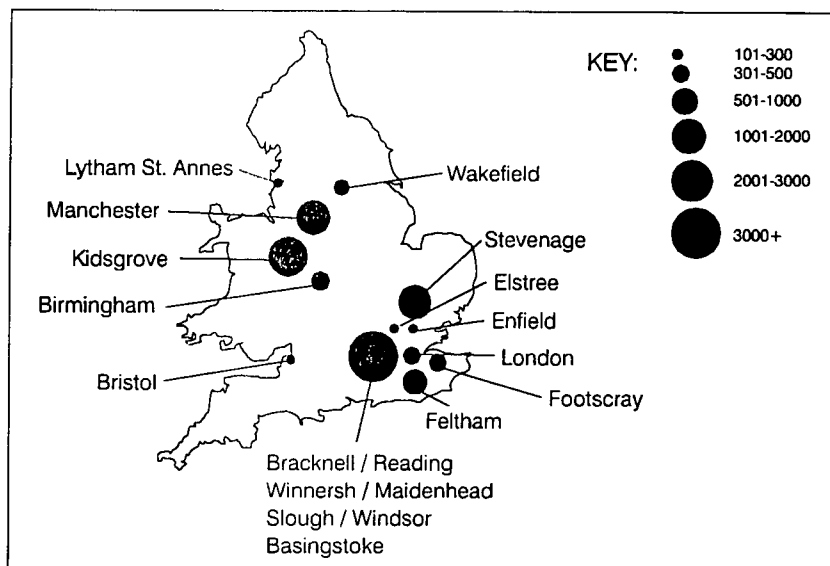 KEY:
101-300
301-500
501-1000
1001-2000
2001-3000
3000+
Lytham St. Annes
Wakefield
Manchester
Stevenage
Kidsgrove
Elstree
Birmingham
Enfield
London
Bristol
Footscray
Feltham
Bracknell / Reading
Winnersh / Maidenhead
Slough / Windsor
Basingstoke